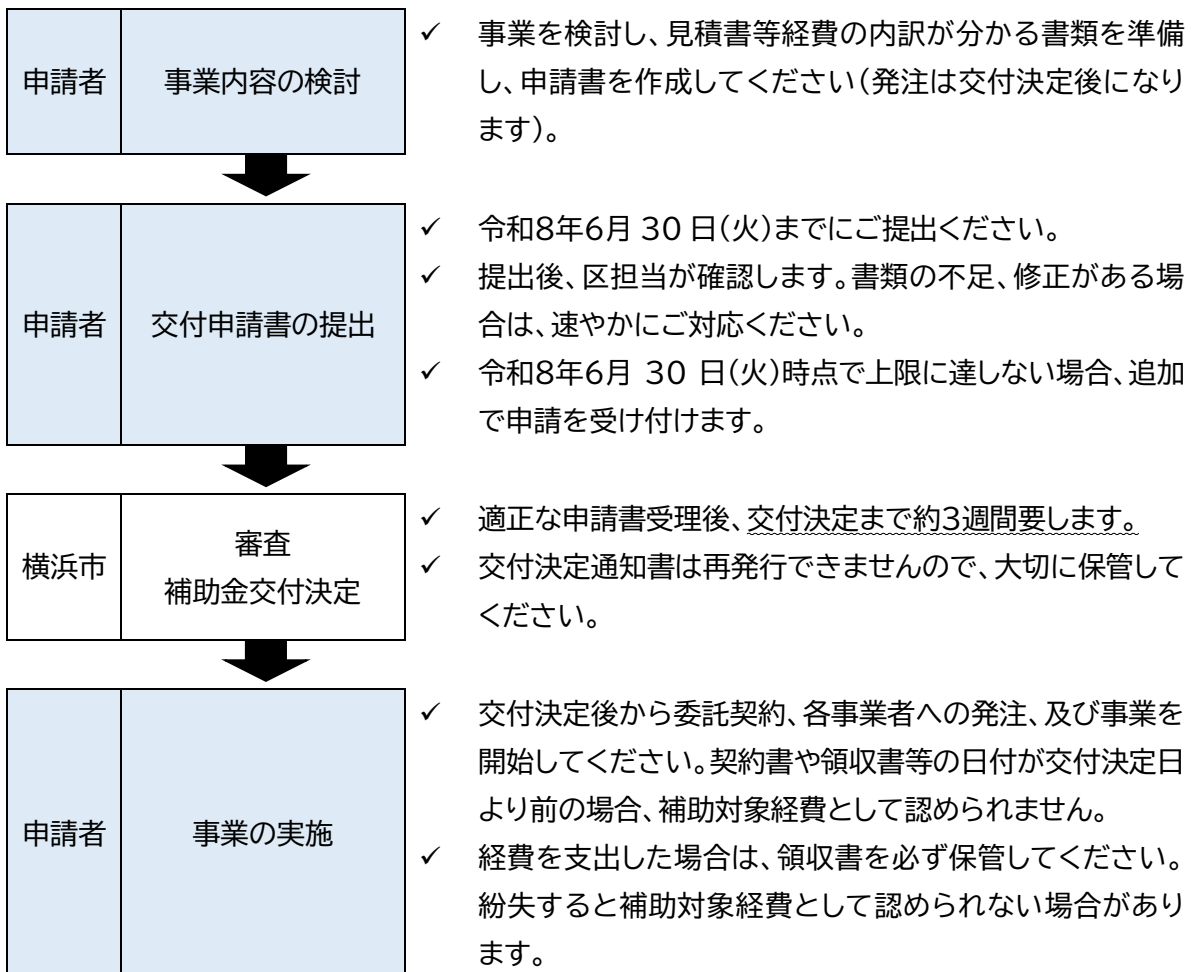 申請者
事業内容の検討
✓ 事業を検討し、見積書等経費の内訳が分かる書類を準備
し、申請書を作成してください（発注は交付決定後になり
ます）。
申請者
交付申請書の提出
✓ 令和8年6月 30 日（火）までにご提出ください。
✓ 提出後、区担当が確認します。書類の不足、修正がある場
合は、速やかにご対応ください。
✓ 令和8年6月 30 日（火）時点で上限に達しない場合、追加
で申請を受け付けます。
横浜市
審査
補助金交付決定
✓ 適正な申請書受理後、交付決定まで約3週間要します。
✓ 交付決定通知書は再発行できませんので、大切に保管して
ください。
申請者
事業の実施
✓ 交付決定後から委託契約、各事業者への発注、及び事業を
開始してください。契約書や領収書等の日付が交付決定日
より前の場合、補助対象経費として認められません。
✓ 経費を支出した場合は、領収書を必ず保管してください。
紛失すると補助対象経費として認められない場合があり
ます。